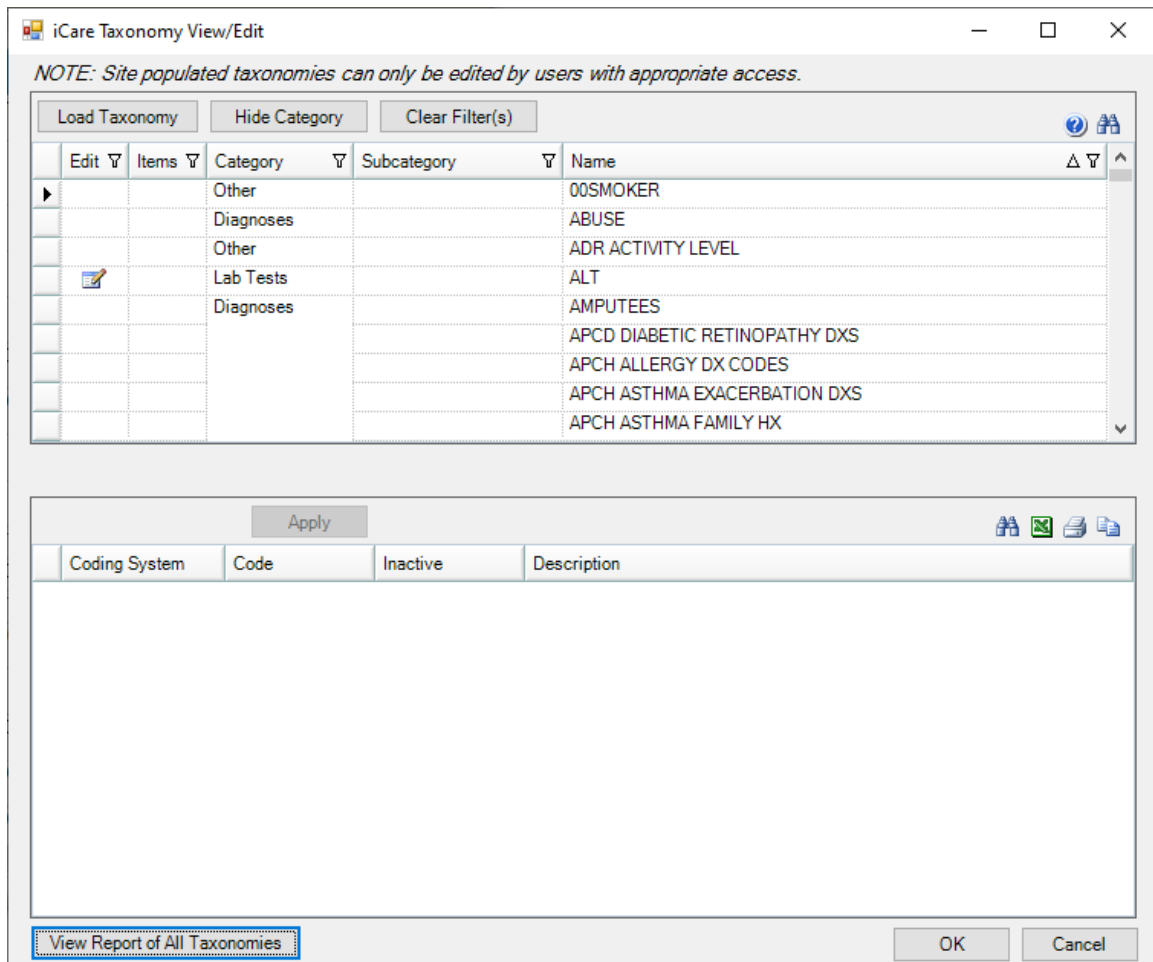 iCare Taxonomy View/Edit
NOTE: Site populated taxonomies can only be edited by users with appropriate access.
Load Taxonomy Hide Category Clear Filter(s)
Edit Items Category Subcategory Name
Other 00SMOKER
Diagnoses ABUSE
Other ADR ACTIVITY LEVEL
Lab Tests ALT
Diagnoses AMPUTEES
APCD DIABETIC RETINOPATHY DXS
APCH ALLERGY DX CODES
APCH ASTHMA EXACERBATION DXS
APCH ASTHMA FAMILY HX
Apply
Coding System Code Inactive Description
View Report of All Taxonomies OK Cancel